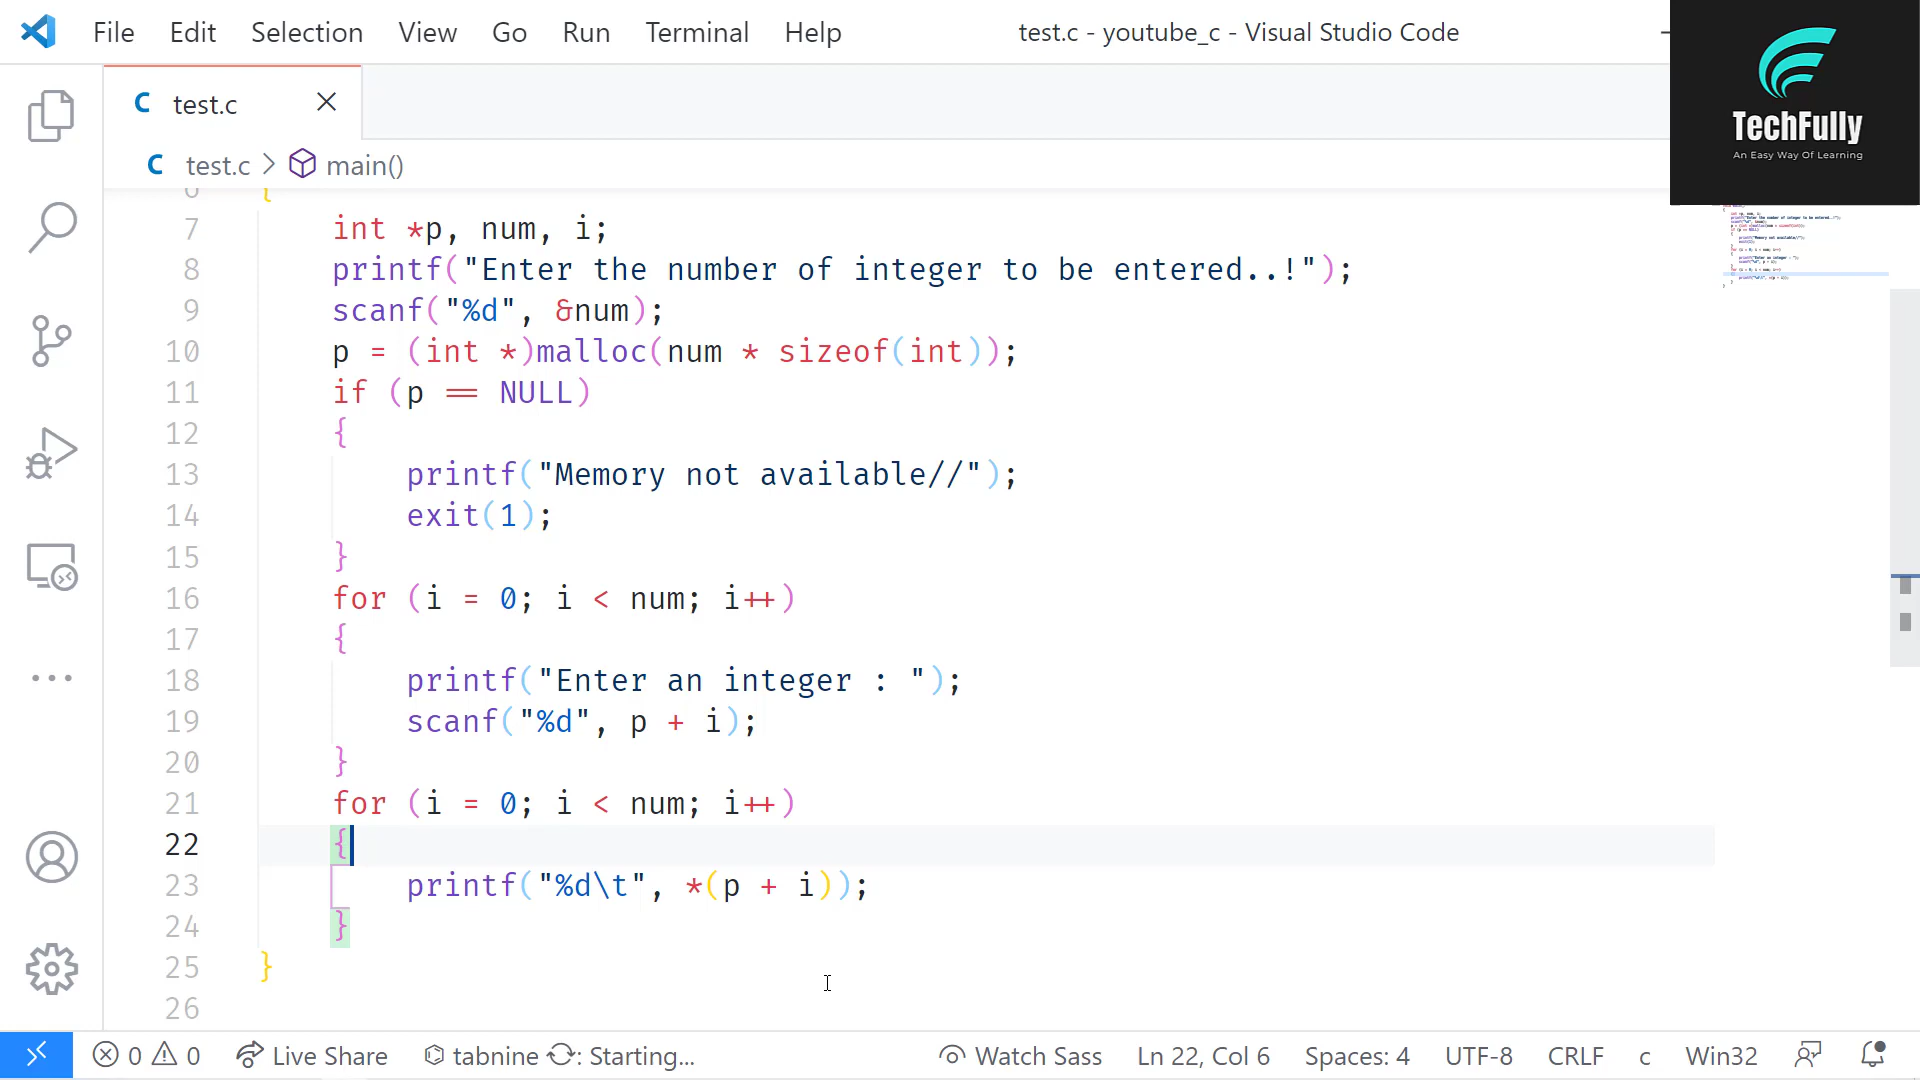 File Edit Selection View Go Run Terminal Help test.c - youtube_c - Visual Studio Code
TechFully
An Easy Way Of Learning
C test.c
C test.c > main()
6 {
7 int *p, num, i;
8 printf("Enter the number of integer to be entered..!");
9 scanf("%d", &num);
10 p = (int *)malloc(num * sizeof(int));
11 if (p == NULL)
12 {
13 printf("Memory not available//");
14 exit(1);
15 }
16 for (i = 0; i < num; i++)
17 {
18 printf("Enter an integer : ");
19 scanf("%d", p + i);
20 }
21 for (i = 0; i < num; i++)
22 {
23 printf("%d\t", *(p + i));
24 }
25 }
26
0 0 Live Share tabnine : Starting... Watch Sass Ln 22, Col 6 Spaces: 4 UTF-8 CRLF c Win32